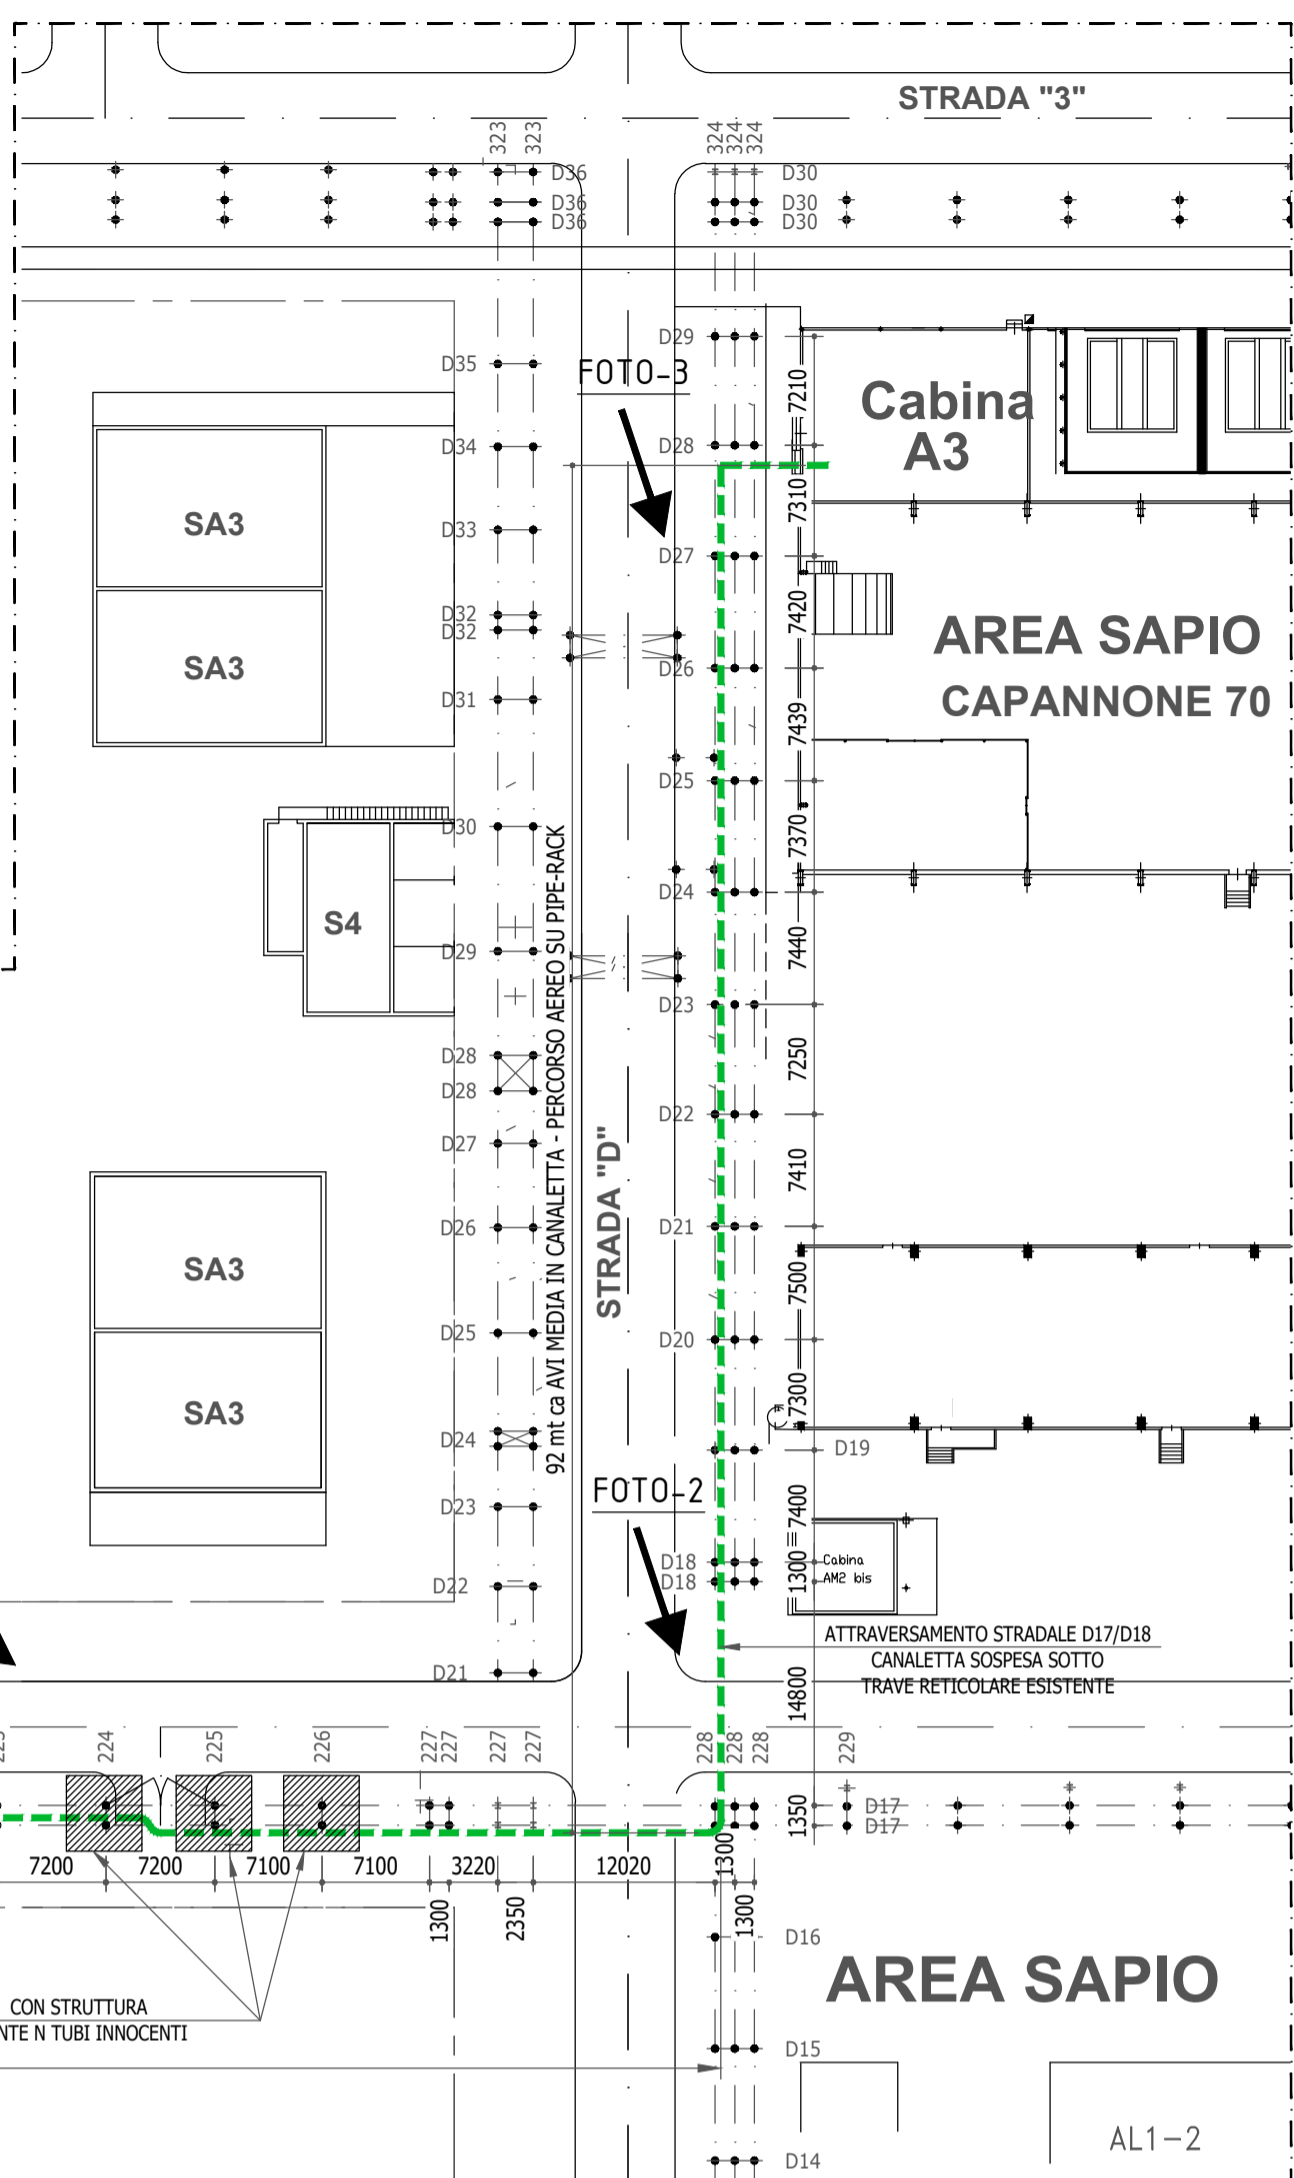 STRADA "3"
323
323
324
324
324
D36
D36
D36
D30
D30
D30
D29
D35
FOTO-3
7210
Cabina
A3
D34
D28
SA3
D33
7310
D27
D32
D32
7420
AREA SAPIO
SA3
D26
D31
CAPANNONE 70
7439
D25
D30
7370
D24
S4
D29
7440
D23
D28
D28
7250
D22
D27
92 mt ca AVI MEDIA IN CANALETTA - PERCORSO AEREO SU PIPE-RACK
STRADA "D"
7410
D26
D21
SA3
7500
D25
D20
SA3
7300
D24
D19
FOTO-2
D23
7400
D18
D18
1300
Cabina
AM2 bis
D22
ATTRAVERSAMENTO STRADALE D17/D18
CANALETTA SOSPESA SOTTO
TRAVE RETICOLARE ESISTENTE
D21
14800
224
225
226
227
227
227
227
228
228
228
229
D17
D17
1350
7200
7200
7100
7100
3220
12020
1300
1300
2350
1300
D16
AREA SAPIO
CON STRUTTURA
NTE N TUBI INNOCENTI
D15
AL1-2
D14